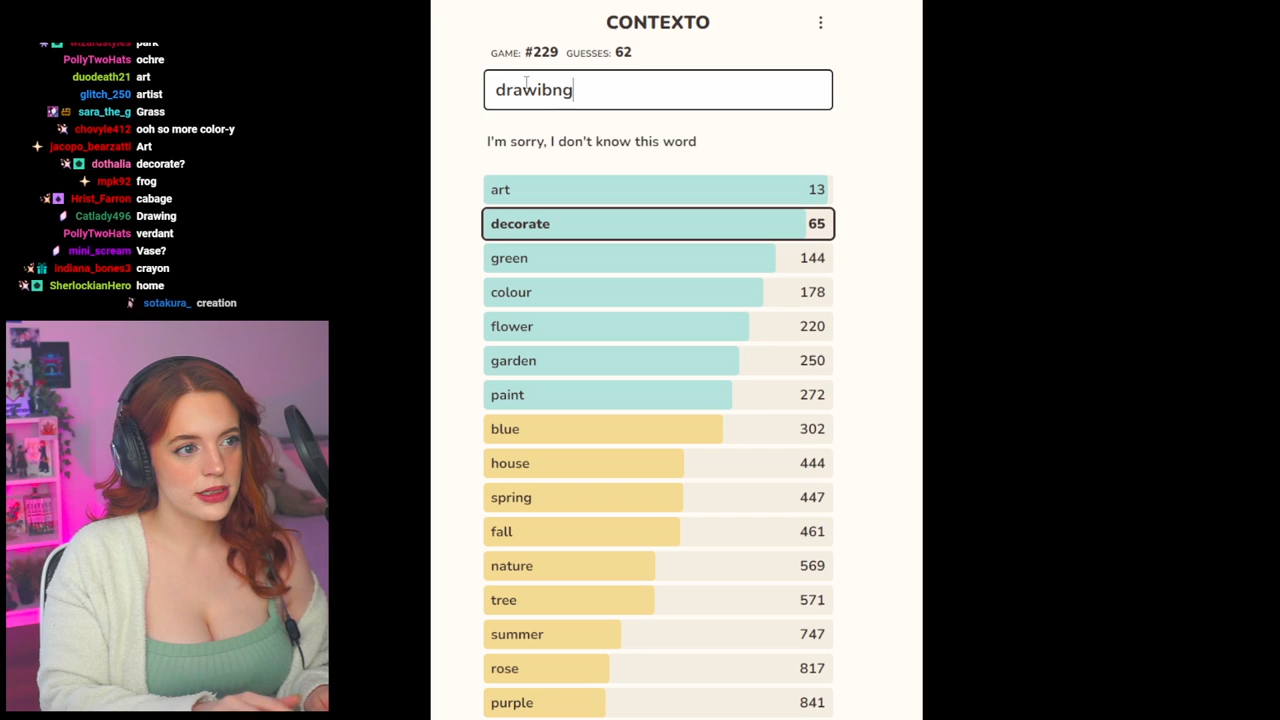 wizardstyles park
PollyTwoHats ochre
duodeath21 art
glitch_250 artist
sara_the_g Grass
chovyle412 ooh so more color-y
jacopo_bearzatti Art
dothalia decorate?
mpk92 frog
Hrist_Farron cabage
Catlady496 Drawing
PollyTwoHats verdant
mini_scream Vase?
indiana_bones3 crayon
SherlockianHero home
sotakura_ creation
CONTEXTO
GAME: #229 GUESSES: 62
drawibng
I'm sorry, I don't know this word
art 13
decorate 65
green 144
colour 178
flower 220
garden 250
paint 272
blue 302
house 444
spring 447
fall 461
nature 569
tree 571
summer 747
rose 817
purple 841